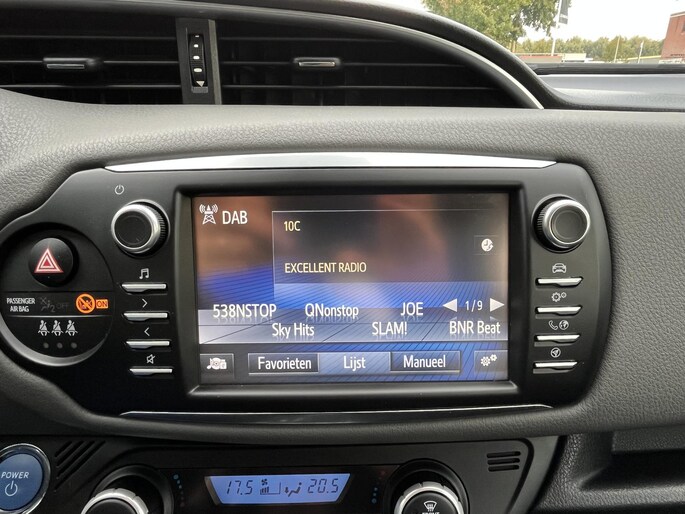 DAB
10C
EXCELLENT RADIO
538NSTOP QNonstop JOE 1/9
Sky Hits SLAM! BNR Beat
Favorieten Lijst Manueel
PASSENGER
AIR BAG
OFF ON
POWER
17.5 20.5